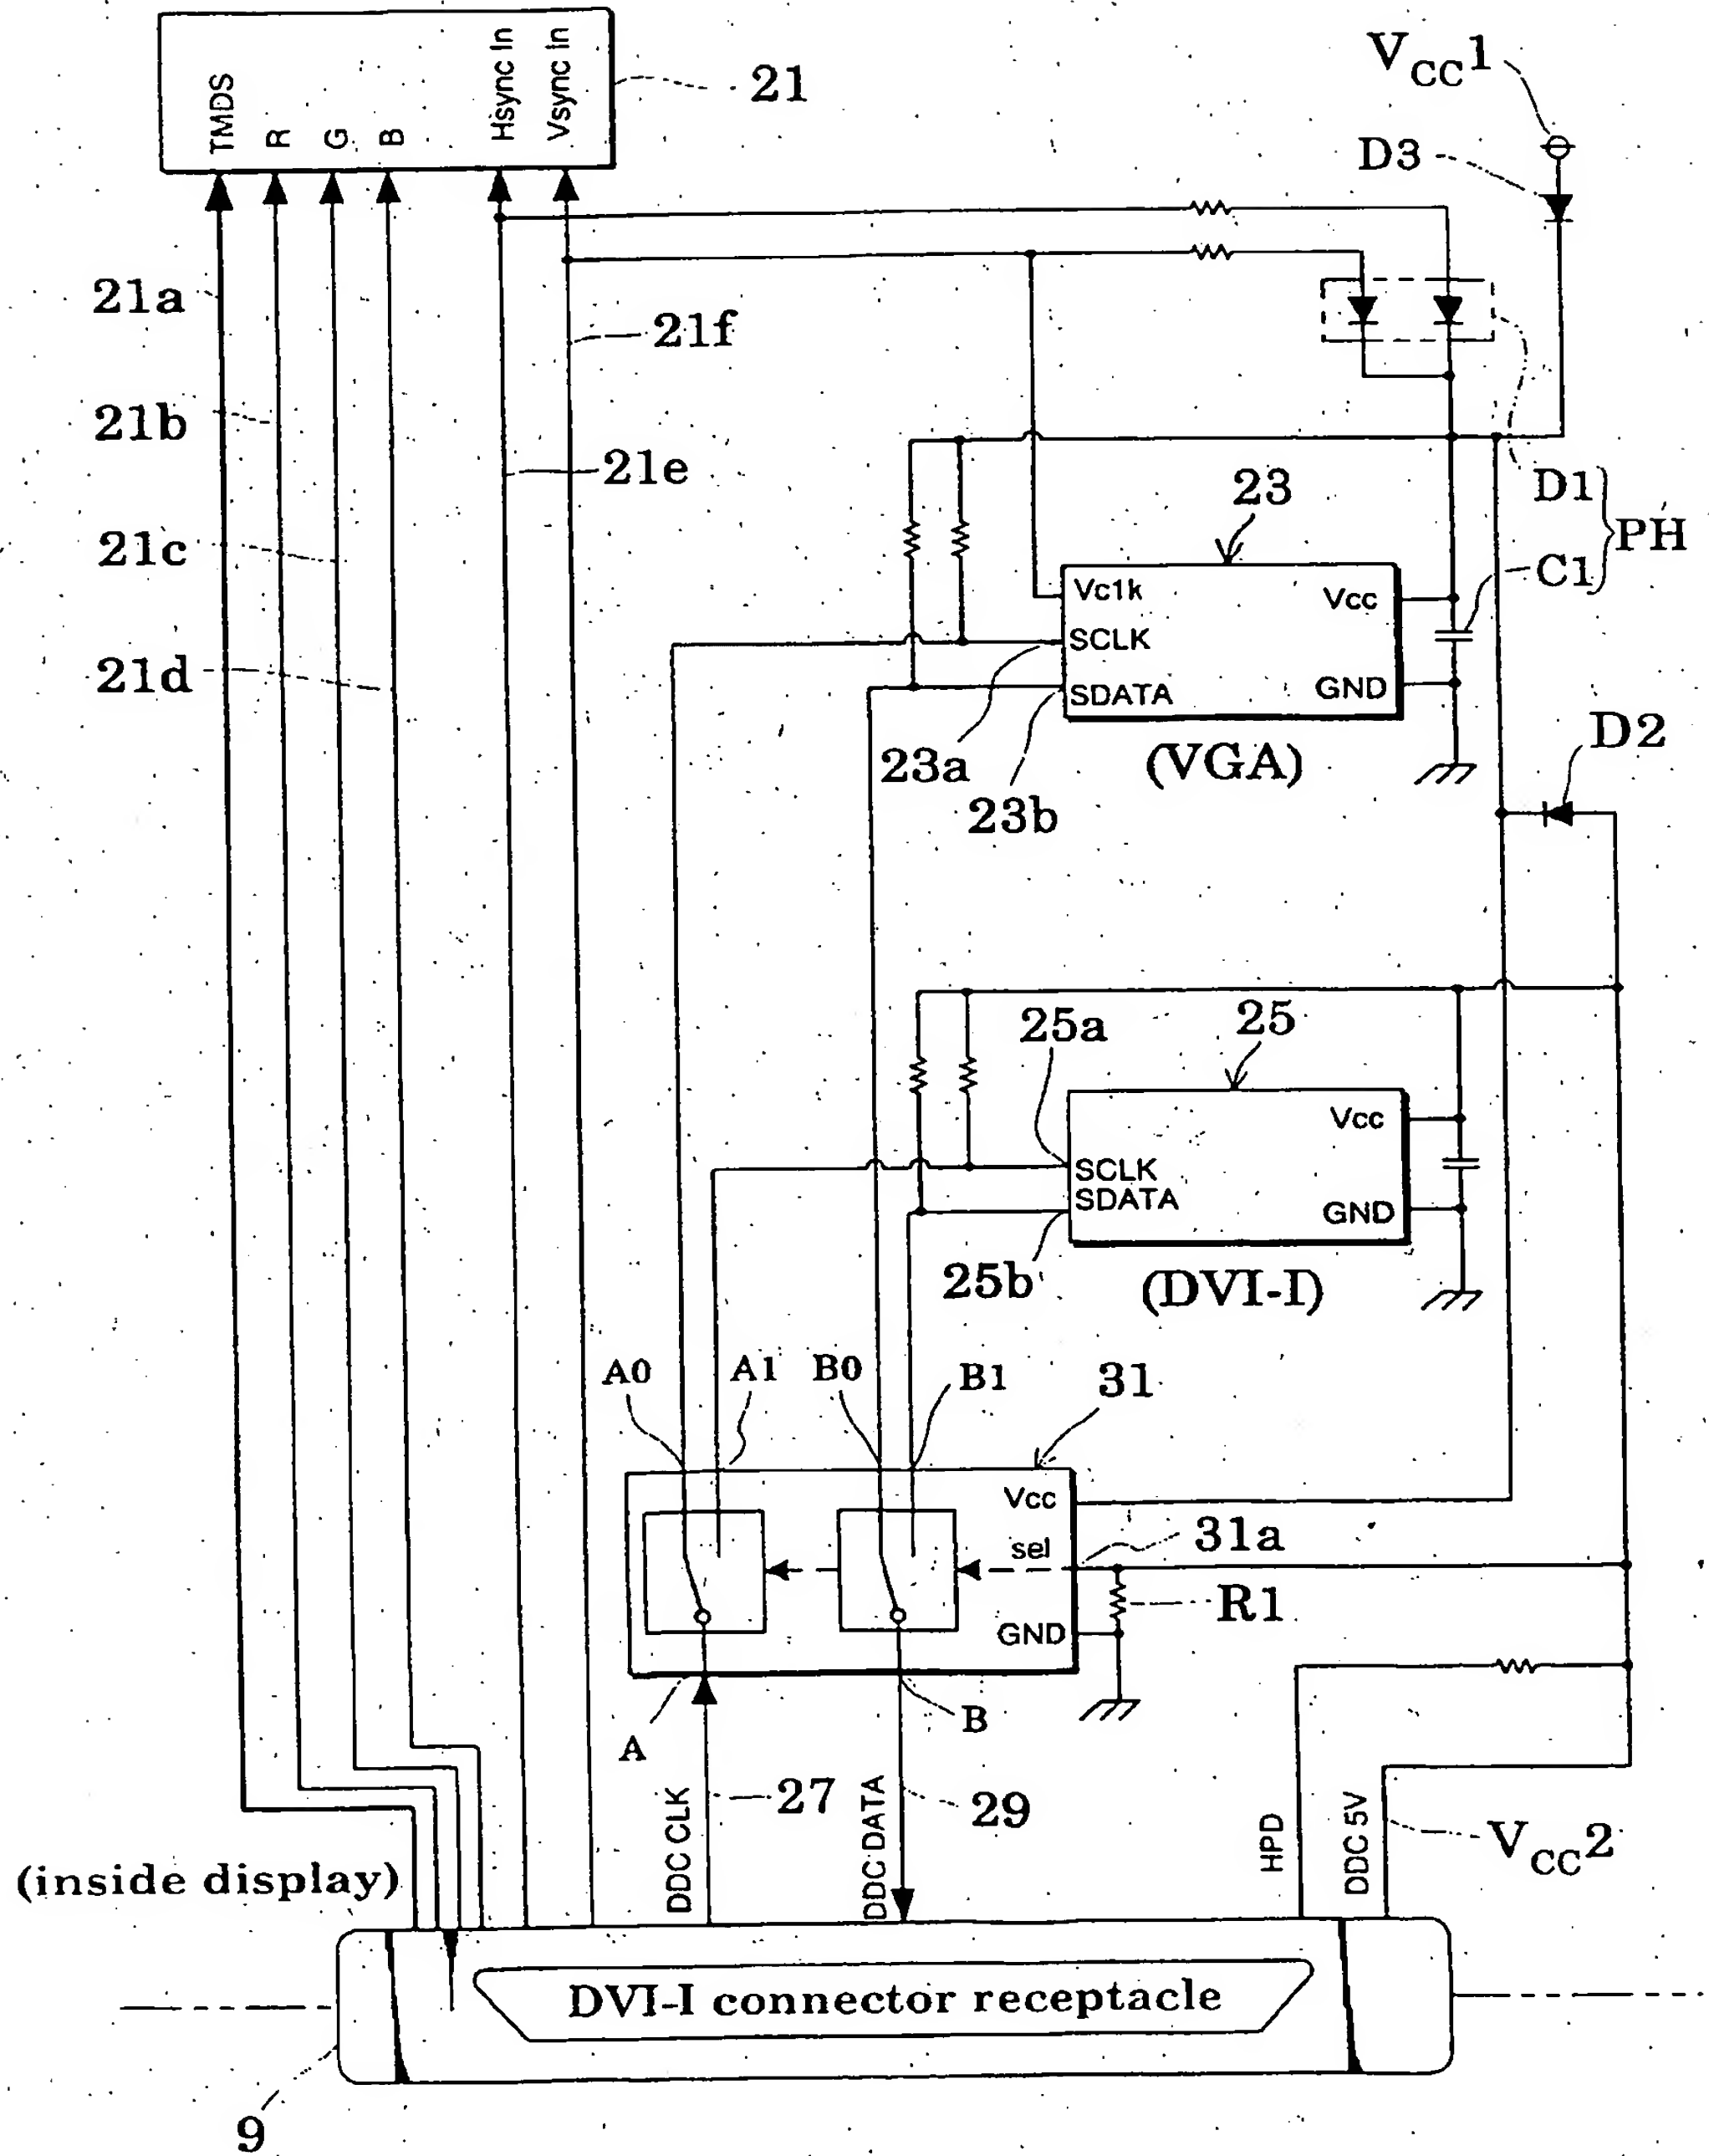 TMDS
R
G
B
Hsync In
Vsync In
21
VCC1
D3
21a
21f
21b
21e
D1
PH
C1
23
21c
Vc1k
Vcc
SCLK
SDATA
GND
21d
23a
(VGA)
D2
23b
25a
25
Vcc
SCLK
SDATA
GND
25b
(DVI-I)
A0
A1
B0
B1
31
Vcc
sel
31a
R1
GND
A
B
DDC CLK
27
DDC DATA
29
HPD
DDC 5V
VCC2
(inside display)
DVI-I connector receptacle
9